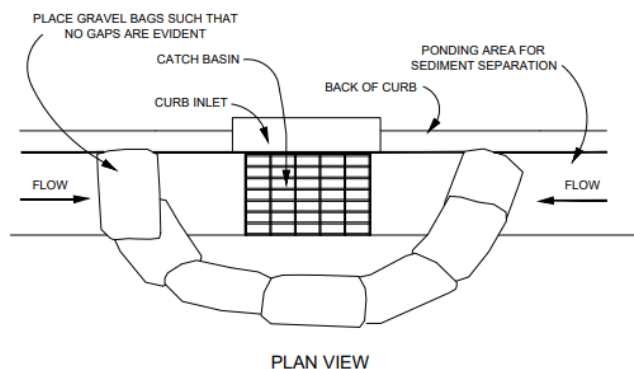 PLACE GRAVEL BAGS SUCH THAT
NO GAPS ARE EVIDENT
CATCH BASIN
CURB INLET
BACK OF CURB
PONDING AREA FOR
SEDIMENT SEPARATION
FLOW
FLOW
PLAN VIEW